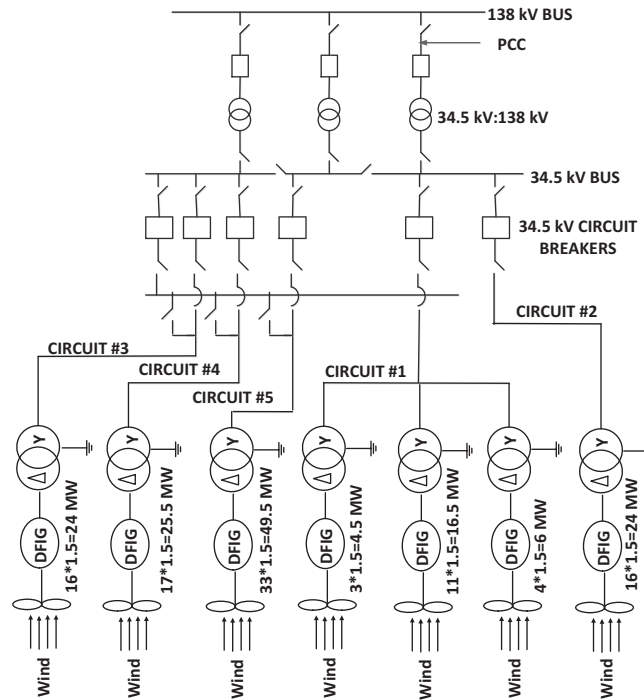 138 kV BUS
PCC
34.5 kV:138 kV
34.5 kV BUS
34.5 kV CIRCUIT
BREAKERS
CIRCUIT #2
CIRCUIT #3
CIRCUIT #4
CIRCUIT #1
CIRCUIT #5
Y
Y
Y
Y
Y
Y
Y
Δ
Δ
Δ
Δ
Δ
Δ
Δ
DFIG
16*1.5=24 MW
DFIG
17*1.5=25.5 MW
DFIG
33*1.5=49.5 MW
DFIG
3*1.5=4.5 MW
DFIG
11*1.5=16.5 MW
DFIG
4*1.5=6 MW
DFIG
16*1.5=24 MW
Wind
Wind
Wind
Wind
Wind
Wind
Wind